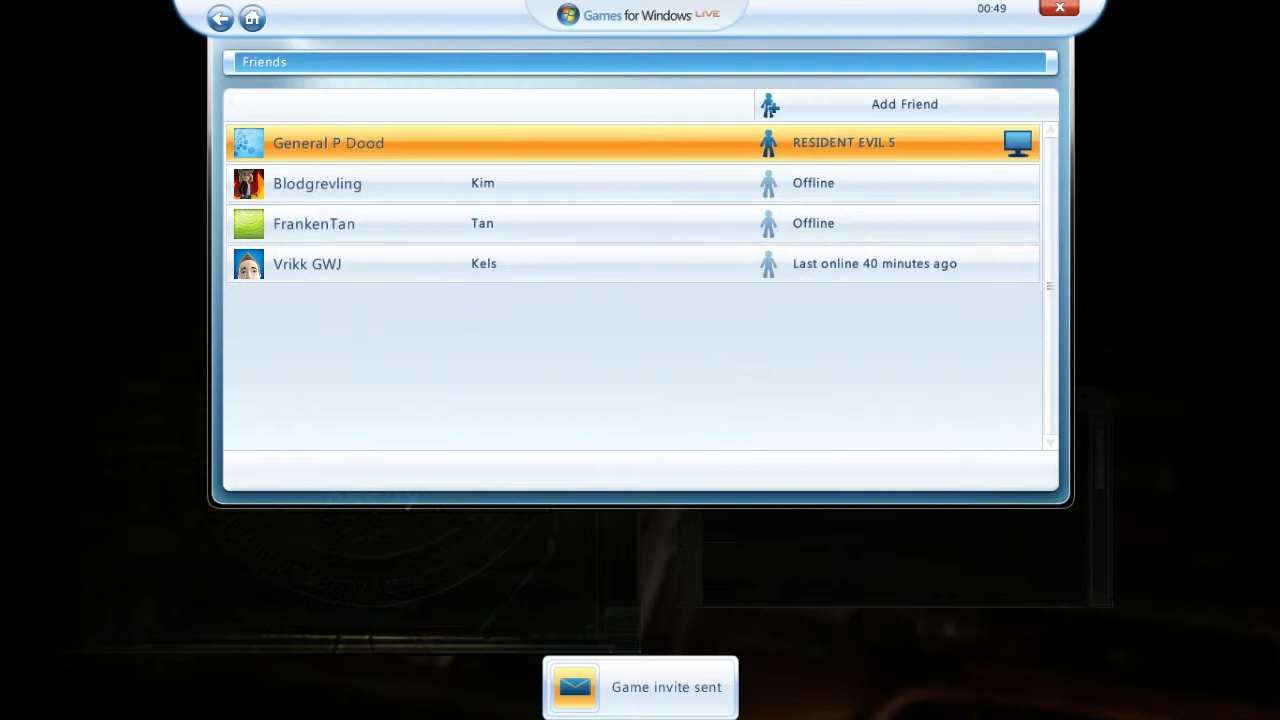 Games for Windows LIVE
00:49
Friends
Add Friend
General P Dood RESIDENT EVIL 5
Blodgrevling Kim Offline
FrankenTan Tan Offline
Vrikk GWJ Kels Last online 40 minutes ago
Game invite sent